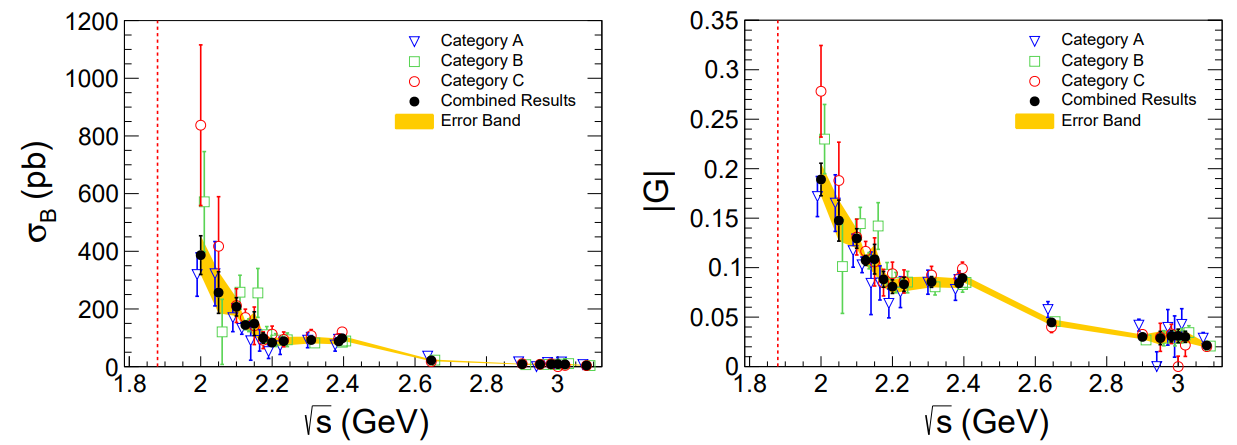 1200
1000
800
600
400
200
0
σB (pb)
1.8 2 2.2 2.4 2.6 2.8 3
√s (GeV)
Category A
Category B
Category C
Combined Results
Error Band
0.35
0.3
0.25
0.2
0.15
0.1
0.05
0
|G|
1.8 2 2.2 2.4 2.6 2.8 3
√s (GeV)
Category A
Category B
Category C
Combined Results
Error Band